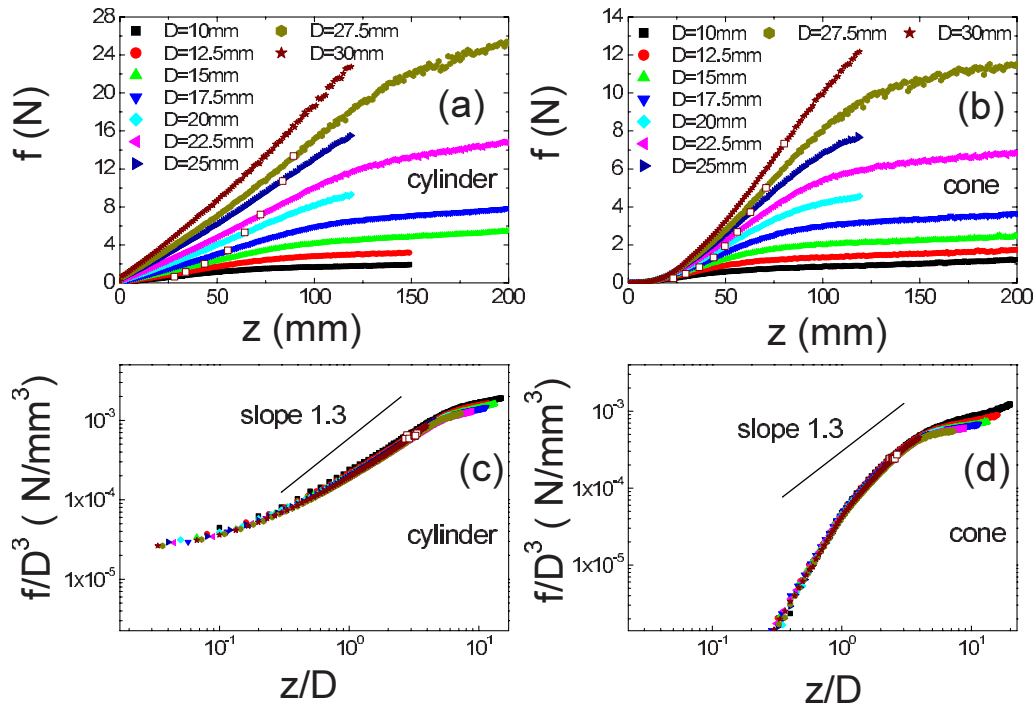 28
24
20
16
12
8
4
0
f (N)
D=10mm
D=12.5mm
D=15mm
D=17.5mm
D=20mm
D=22.5mm
D=25mm
D=27.5mm
D=30mm
(a)
cylinder
0 50 100 150 200
z (mm)
14
12
10
8
6
4
2
0
f (N)
D=10mm
D=12.5mm
D=15mm
D=17.5mm
D=20mm
D=22.5mm
D=25mm
D=27.5mm
D=30mm
(b)
cone
0 50 100 150 200
z (mm)
10⁻³
1x10⁻⁴
1x10⁻⁵
f/D³ ( N/mm³)
slope 1.3
(c)
cylinder
10⁻¹ 10⁰ 10¹
z/D
10⁻³
1x10⁻⁴
1x10⁻⁵
f/D³ ( N/mm³)
slope 1.3
(d)
cone
10⁻¹ 10⁰ 10¹
z/D